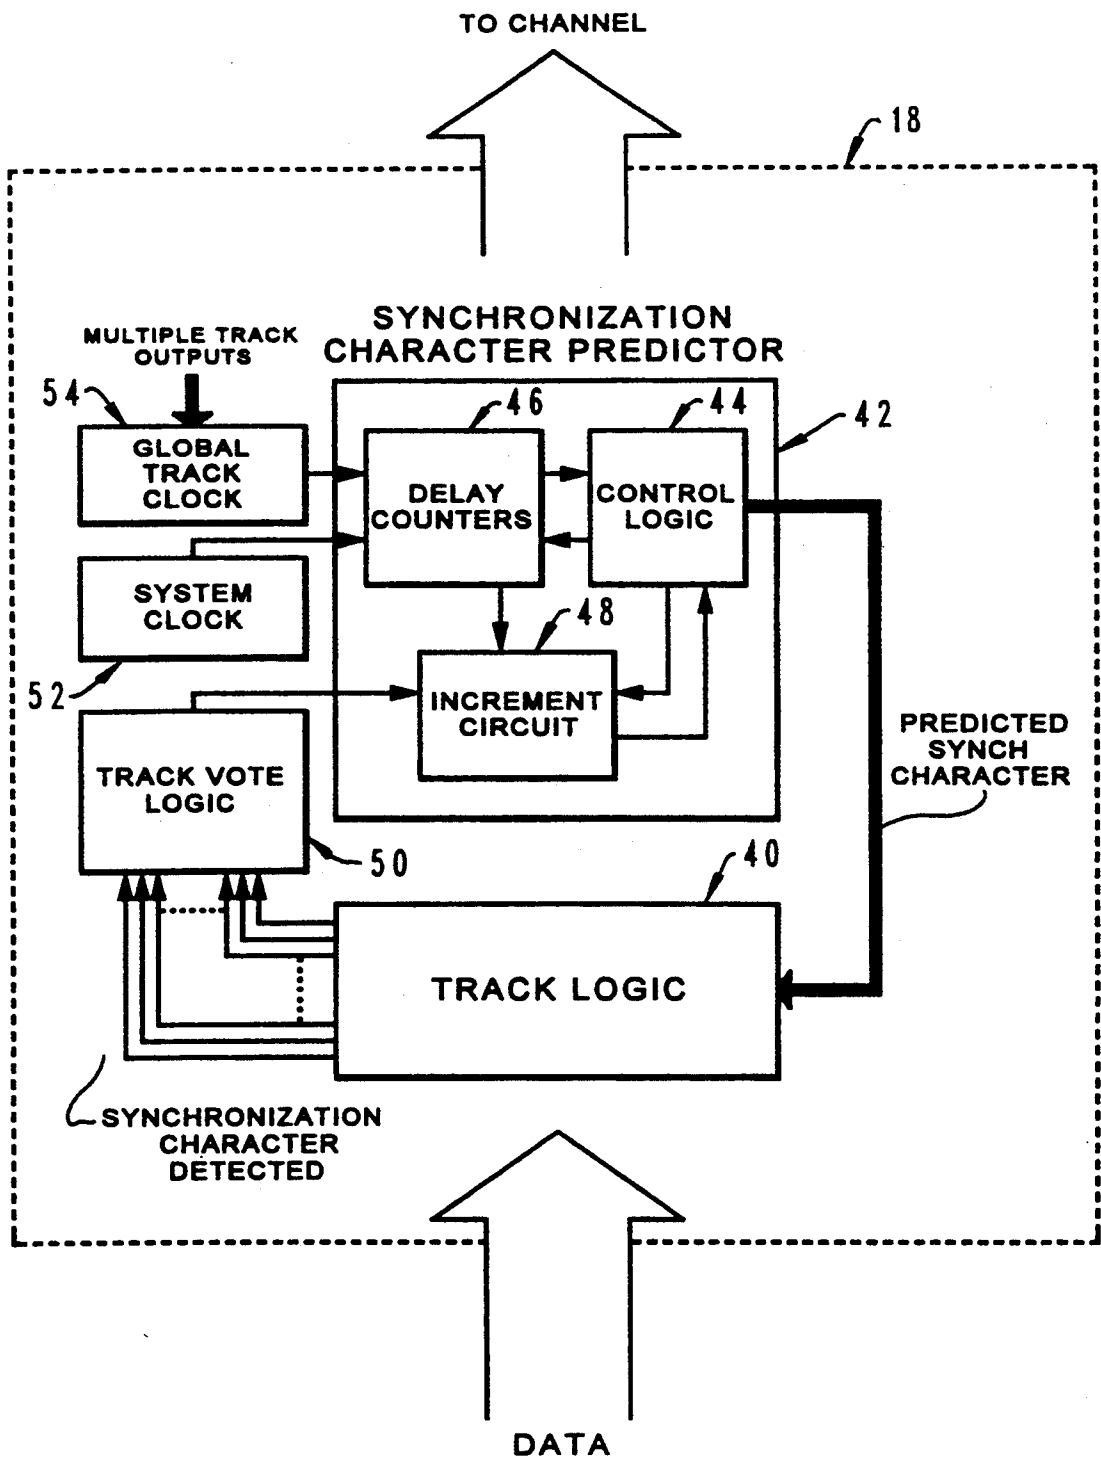 TO CHANNEL
18
SYNCHRONIZATION
CHARACTER PREDICTOR
MULTIPLE TRACK
OUTPUTS
54
46
44
42
GLOBAL
TRACK
CLOCK
DELAY
COUNTERS
CONTROL
LOGIC
SYSTEM
CLOCK
48
52
INCREMENT
CIRCUIT
PREDICTED
SYNCH
CHARACTER
TRACK VOTE
LOGIC
50
40
TRACK LOGIC
SYNCHRONIZATION
CHARACTER
DETECTED
DATA